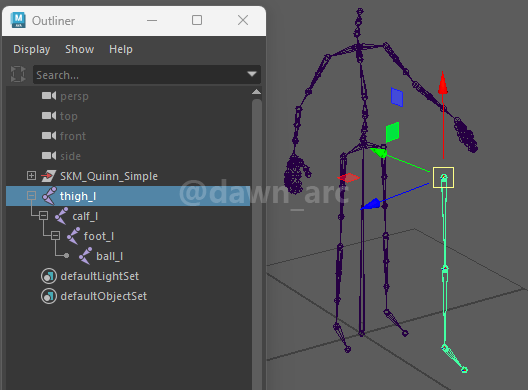 Outliner
Display Show Help
Search...
persp
top
front
side
SKM_Quinn_Simple
thigh_l
calf_l
foot_l
ball_l
defaultLightSet
defaultObjectSet
@dawn_arc